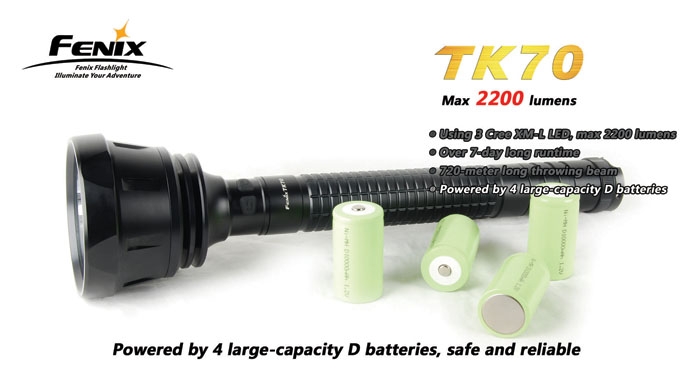 FENIX
Fenix Flashlight
Illuminate Your Adventure
TK70
Max 2200 lumens
• Using 3 Cree XM-L LED, max 2200 lumens
• Over 7-day long runtime
• 720-meter long throwing beam
• Powered by 4 large-capacity D batteries
Fenix TK70
Powered by 4 large-capacity D batteries, safe and reliable